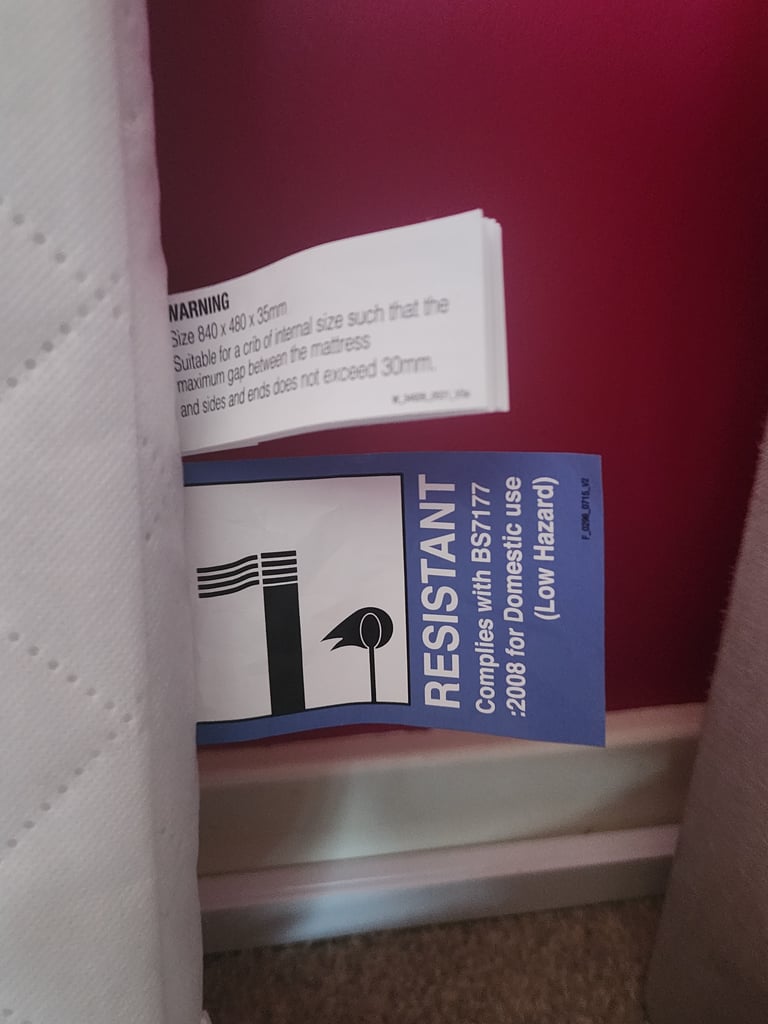 WARNING
Size 840 x 480 x 35mm
Suitable for a crib of internal size such that the
maximum gap between the mattress
and sides and ends does not exceed 30mm.
RESISTANT
Complies with BS7177
:2008 for Domestic use
(Low Hazard)
F_0296_0715_V2